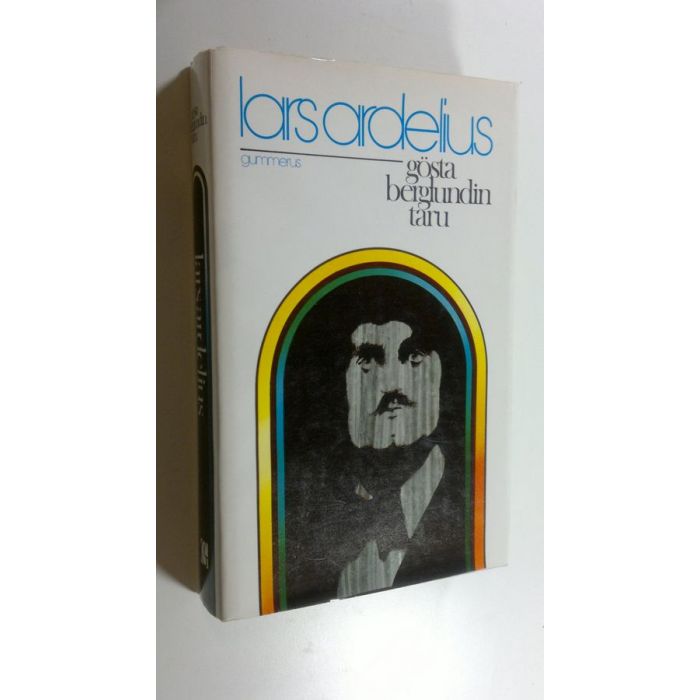 lars ardelius
gummerus
gösta
berglundin
taru
lars ardelius